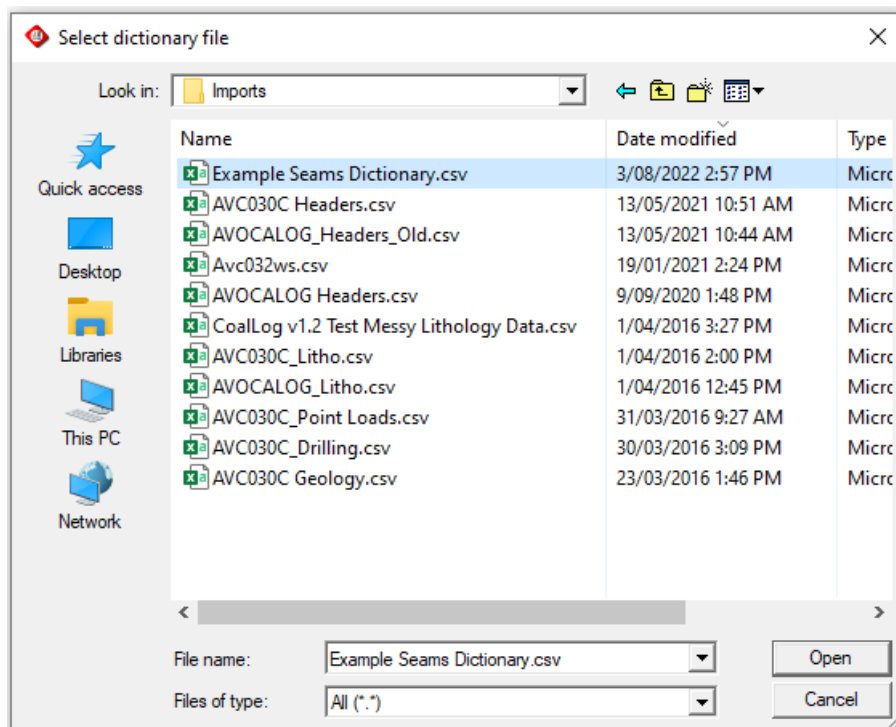 Select dictionary file
Look in: Imports
Name Date modified Type
Example Seams Dictionary.csv 3/08/2022 2:57 PM Micro
AVC030C Headers.csv 13/05/2021 10:51 AM Micro
AVOCALOG_Headers_Old.csv 13/05/2021 10:44 AM Micro
Avc032ws.csv 19/01/2021 2:24 PM Micro
AVOCALOG Headers.csv 9/09/2020 1:48 PM Micro
CoalLog v1.2 Test Messy Lithology Data.csv 1/04/2016 3:27 PM Micro
AVC030C_Litho.csv 1/04/2016 2:00 PM Micro
AVOCALOG_Litho.csv 1/04/2016 12:45 PM Micro
AVC030C_Point Loads.csv 31/03/2016 9:27 AM Micro
AVC030C_Drilling.csv 30/03/2016 3:09 PM Micro
AVC030C Geology.csv 23/03/2016 1:46 PM Micro
Quick access
Desktop
Libraries
This PC
Network
File name: Example Seams Dictionary.csv Open
Files of type: All (*.*) Cancel